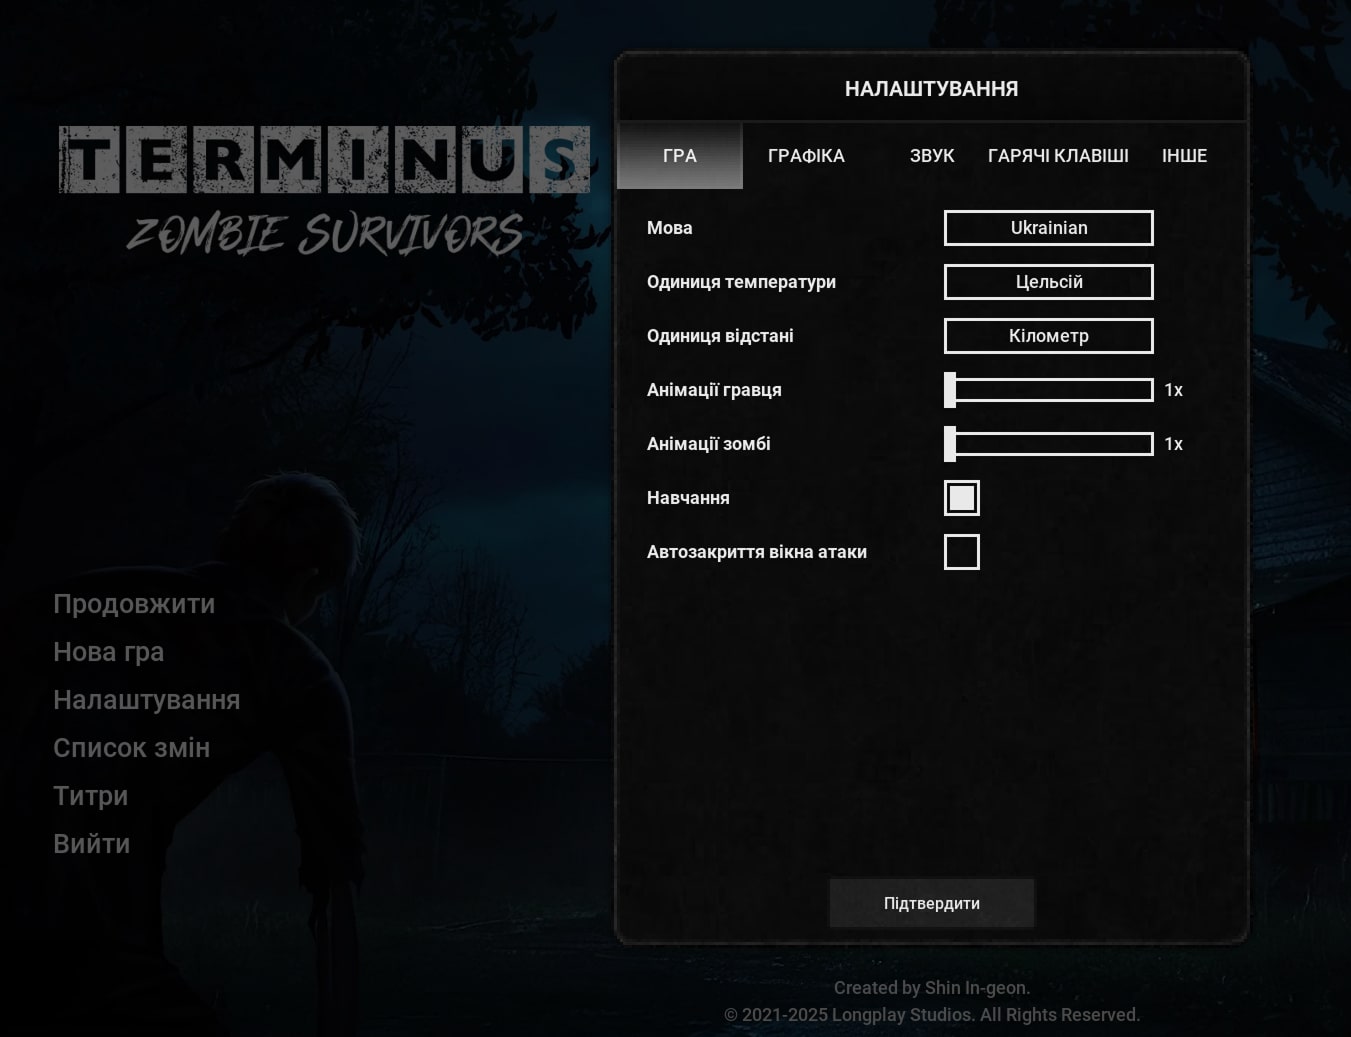 TERMINUS
ZOMBIE SURVIVORS
Продовжити
Нова гра
Налаштування
Список змін
Титри
Вийти
НАЛАШТУВАННЯ
ГРА ГРАФІКА ЗВУК ГАРЯЧІ КЛАВІШІ ІНШЕ
Мова Ukrainian
Одиниця температури Цельсій
Одиниця відстані Кілометр
Анімації гравця 1x
Анімації зомбі 1x
Навчання
Автозакриття вікна атаки
Підтвердити
Created by Shin In-geon.
© 2021-2025 Longplay Studios. All Rights Reserved.